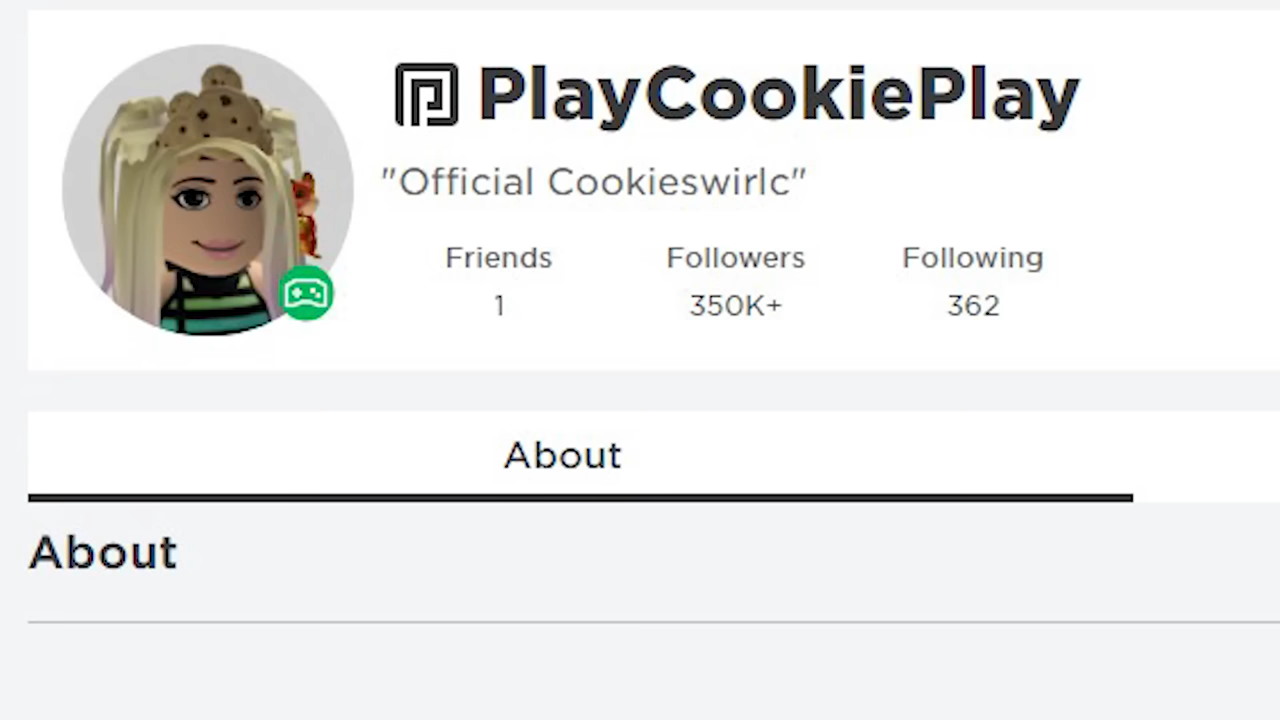 PlayCookiePlay
"Official Cookieswirlc"
Friends Followers Following
1 350K+ 362
About
About